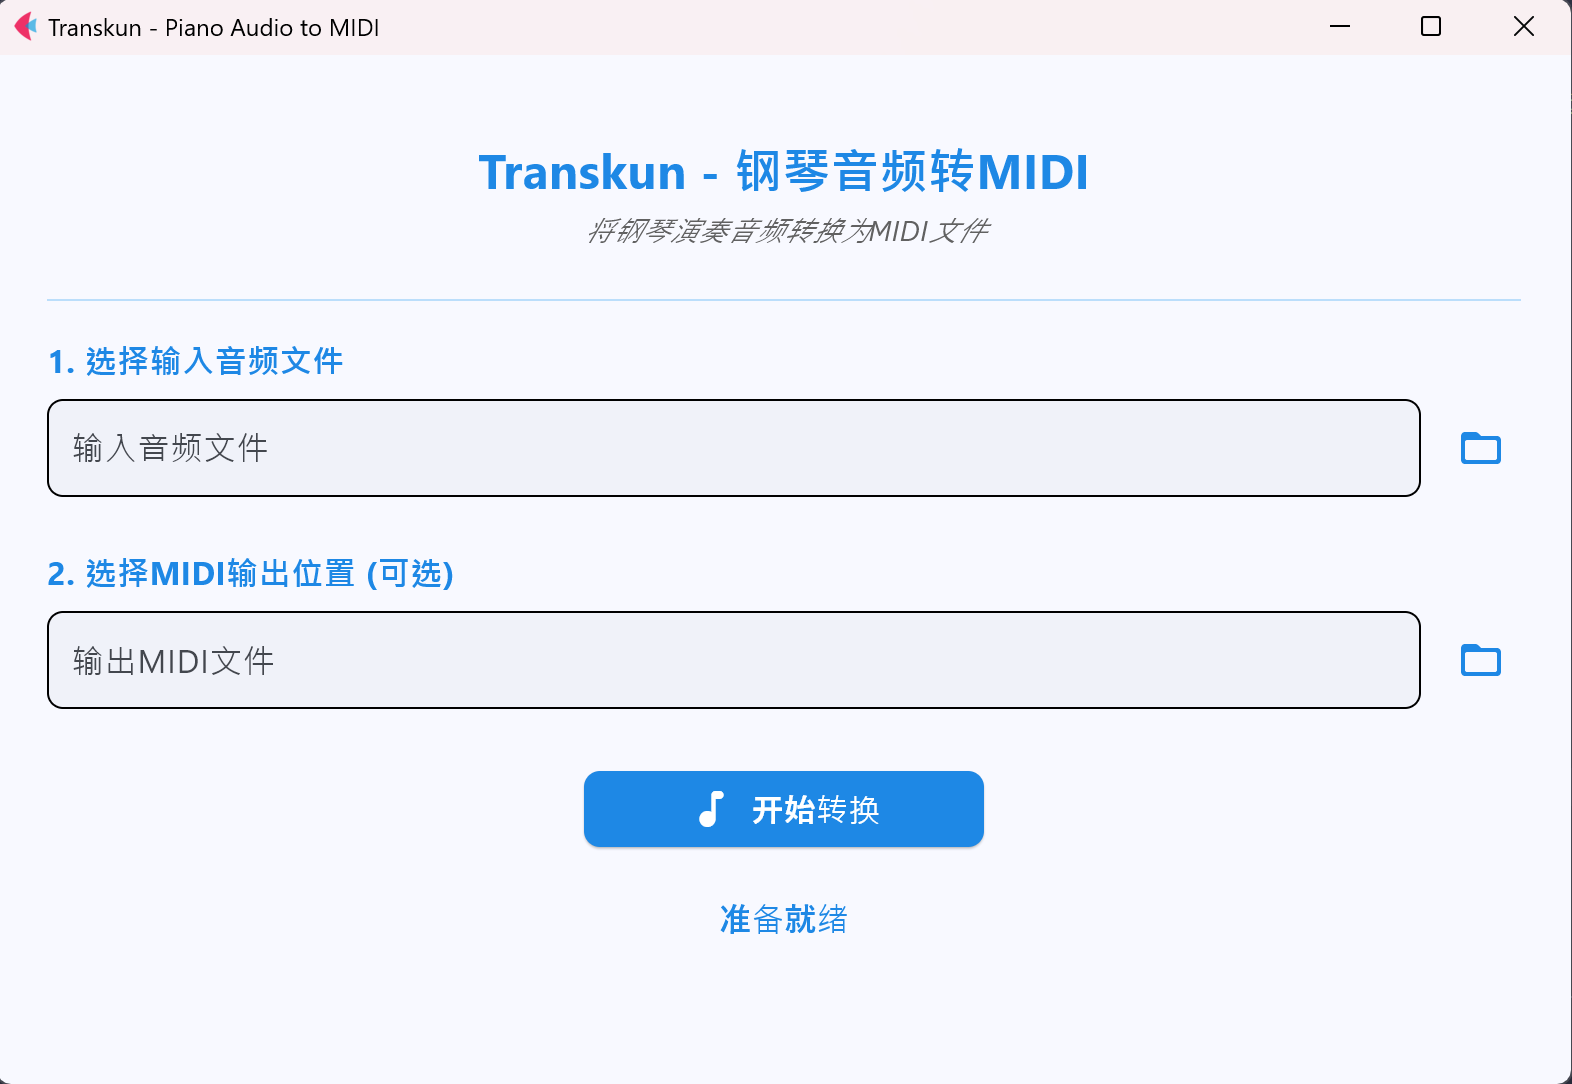 Transkun - Piano Audio to MIDI
Transkun - 钢琴音频转MIDI
将钢琴演奏音频转换为MIDI文件
1. 选择输入音频文件
输入音频文件
2. 选择MIDI输出位置 (可选)
输出MIDI文件
开始转换
准备就绪